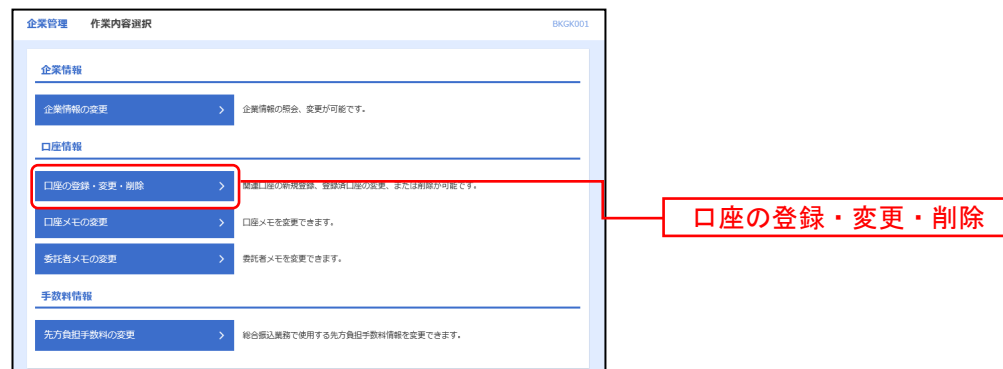 企業管理 作業内容選択 BKGK001
企業情報
企業情報の変更 企業情報の照会、変更が可能です。
口座情報
口座の登録・変更・削除 関連口座の新規登録、登録済口座の変更、または削除が可能です。
口座の登録・変更・削除
口座メモの変更 口座メモを変更できます。
委託者メモの変更 委託者メモを変更できます。
手数料情報
先方負担手数料の変更 総合振込業務で使用する先方負担手数料情報を変更できます。